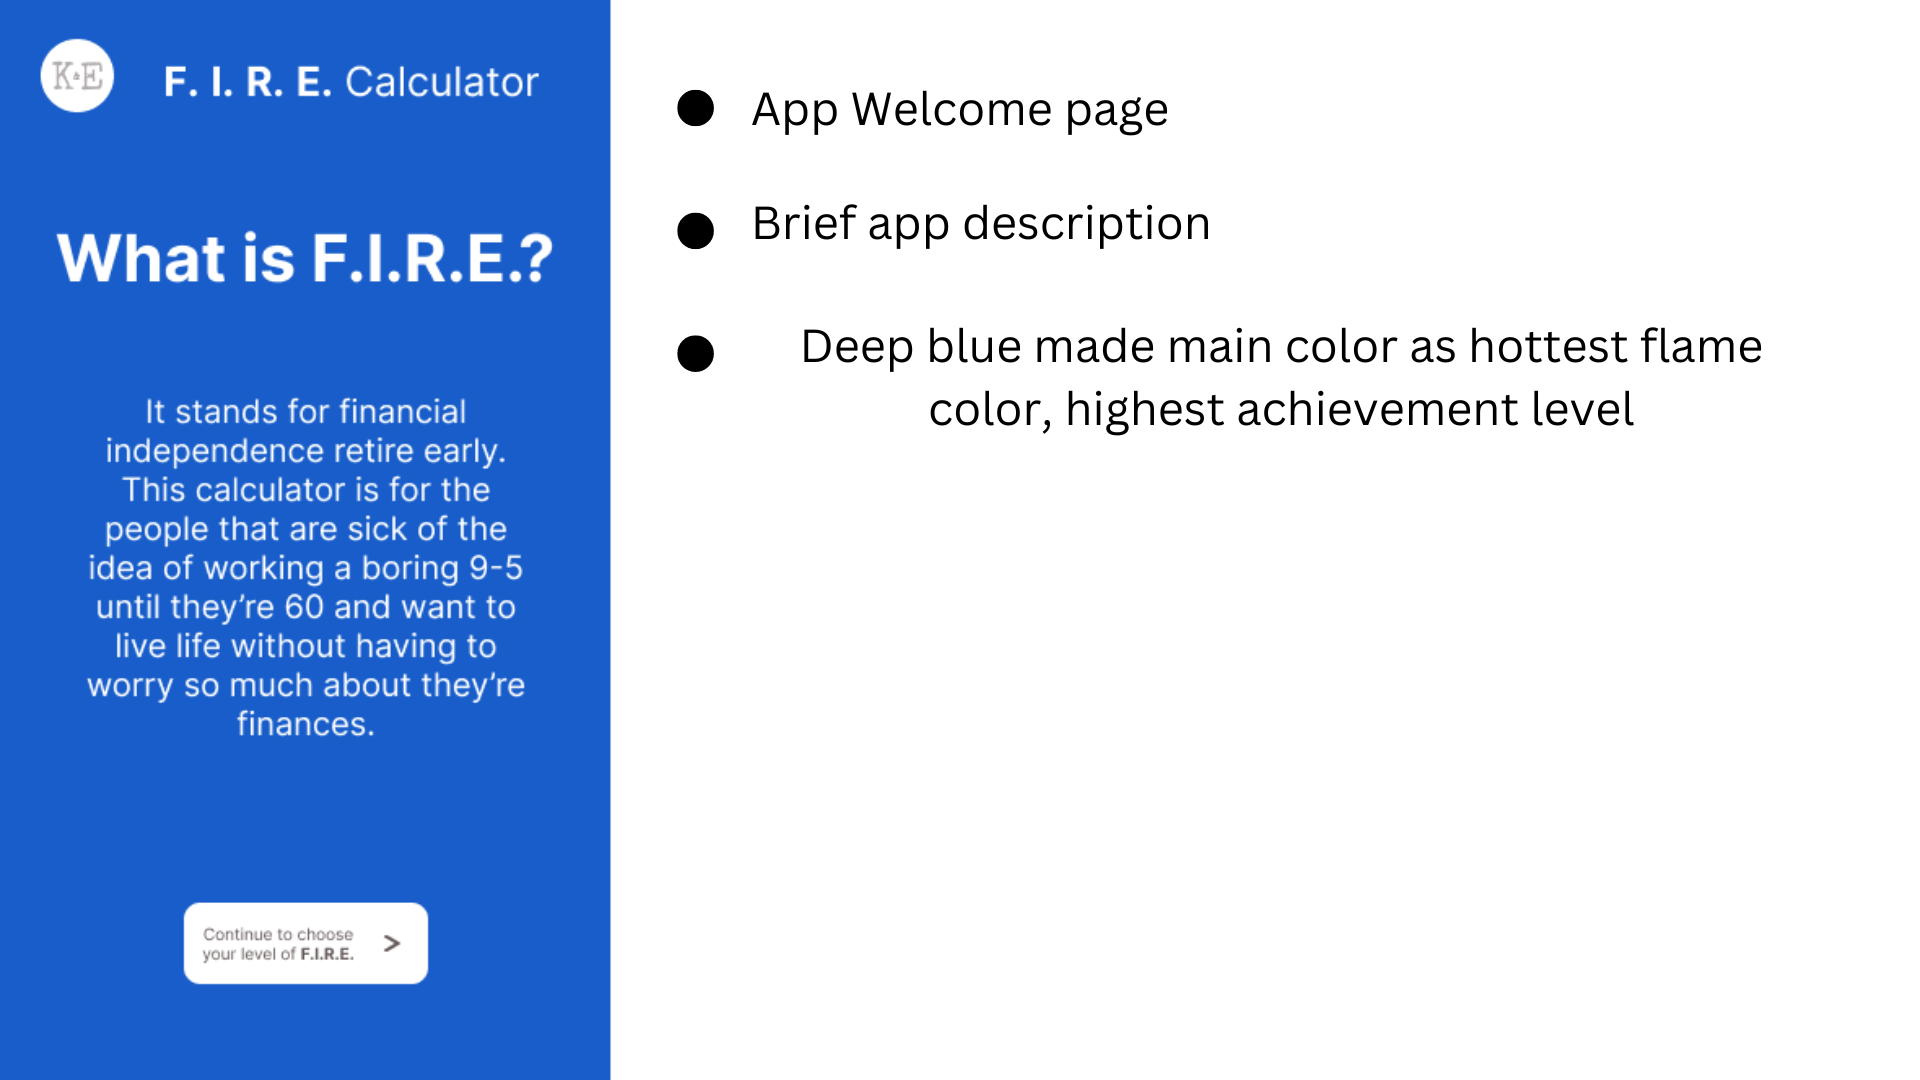 K&E
F. I. R. E. Calculator
What is F.I.R.E.?
It stands for financial
independence retire early.
This calculator is for the
people that are sick of the
idea of working a boring 9-5
until they’re 60 and want to
live life without having to
worry so much about they’re
finances.
Continue to choose
your level of F.I.R.E.
>
App Welcome page
Brief app description
Deep blue made main color as hottest flame
color, highest achievement level